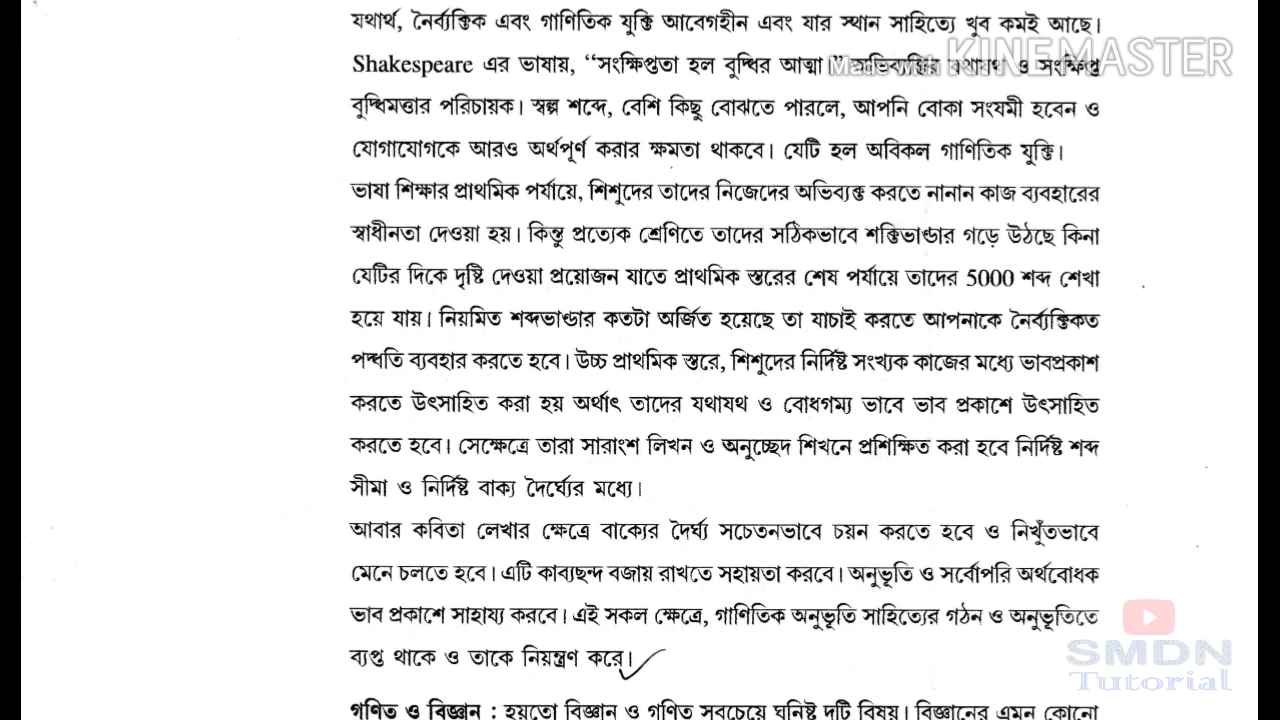 যথার্থ, নৈর্ব্যক্তিক এবং গাণিতিক যুক্তি আবেগহীন এবং যার স্থান সাহিত্যে খুব কমই আছে।
Made with KINEMASTER
Shakespeare এর ভাষায়, “সংক্ষিপ্ততা হল বুদ্ধির আত্মা।” অভিব্যক্তির যথাযথ ও সংক্ষিপ্ত
বুদ্ধিমত্তার পরিচায়ক। স্বল্প শব্দে, বেশি কিছু বোঝতে পারলে, আপনি বোকা সংযমী হবেন ও
যোগাযোগকে আরও অর্থপূর্ণ করার ক্ষমতা থাকবে। যেটি হল অবিকল গাণিতিক যুক্তি।
ভাষা শিক্ষার প্রাথমিক পর্যায়ে, শিশুদের তাদের নিজেদের অভিব্যক্ত করতে নানান কাজ ব্যবহারের
স্বাধীনতা দেওয়া হয়। কিন্তু প্রত্যেক শ্রেণিতে তাদের সঠিকভাবে শক্তিভান্ডার গড়ে উঠছে কিনা
যেটির দিকে দৃষ্টি দেওয়া প্রয়োজন যাতে প্রাথমিক স্তরের শেষ পর্যায়ে তাদের 5000 শব্দ শেখা
হয়ে যায়। নিয়মিত শব্দভান্ডার কতটা অর্জিত হয়েছে তা যাচাই করতে আপনাকে নৈর্ব্যক্তিকত
পদ্ধতি ব্যবহার করতে হবে। উচ্চ প্রাথমিক স্তরে, শিশুদের নির্দিষ্ট সংখ্যক কাজের মধ্যে ভাবপ্রকাশ
করতে উৎসাহিত করা হয় অর্থাৎ তাদের যথাযথ ও বোধগম্য ভাবে ভাব প্রকাশে উৎসাহিত
করতে হবে। সেক্ষেত্রে তারা সারাংশ লিখন ও অনুচ্ছেদ শিখনে প্রশিক্ষিত করা হবে নির্দিষ্ট শব্দ
সীমা ও নির্দিষ্ট বাক্য দৈর্ঘ্যের মধ্যে।
আবার কবিতা লেখার ক্ষেত্রে বাক্যের দৈর্ঘ্য সচেতনভাবে চয়ন করতে হবে ও নিখুঁতভাবে
মেনে চলতে হবে। এটি কাব্যছন্দ বজায় রাখতে সহায়তা করবে। অনুভূতি ও সর্বোপরি অর্থবোধক
ভাব প্রকাশে সাহায্য করবে। এই সকল ক্ষেত্রে, গাণিতিক অনুভূতি সাহিত্যের গঠন ও অনুভূতিতে
ব্যপ্ত থাকে ও তাকে নিয়ন্ত্রণ করে।
SMDN
Tutorial
গণিত ও বিজ্ঞান : হয়তো বিজ্ঞান ও গণিত সবচেয়ে ঘনিষ্ট দুটি বিষয়। বিজ্ঞানের এমন কোনো